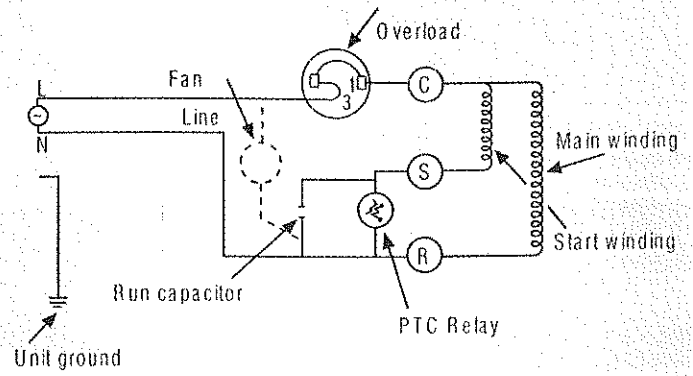 Overload
Fan
L
1
C
3
Line
N
Main winding
S
Start winding
R
Run capacitor
PTC Relay
Unit ground